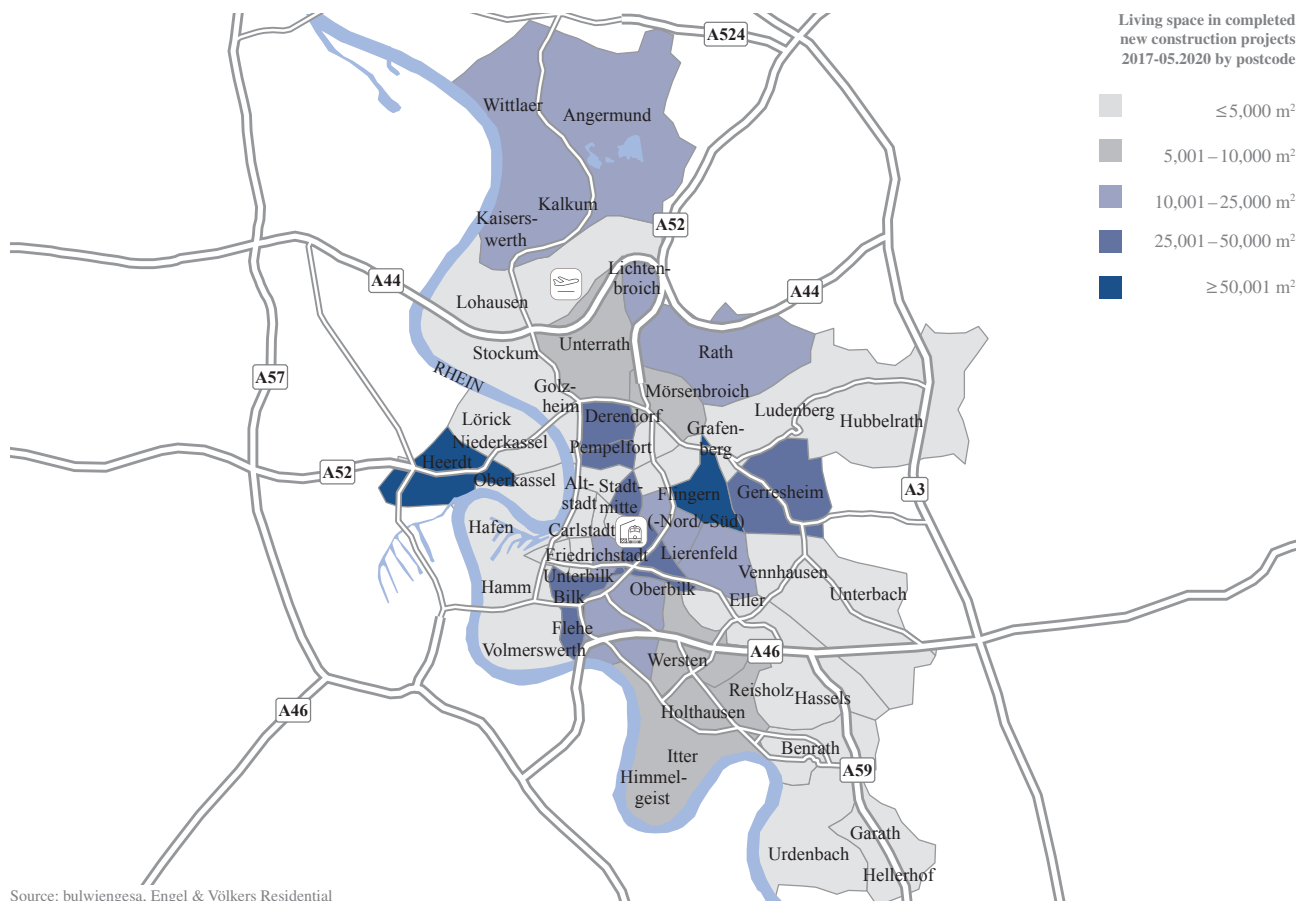 Living space in completed
new construction projects
2017-05.2020 by postcode
≤5,000 m²
5,001–10,000 m²
10,001–25,000 m²
25,001–50,000 m²
≥50,001 m²
A524
Wittlaer
Angermund
Kalkum
Kaisers-
werth
A52
Lichten-
broich
A44
A44
Lohausen
Unterrath
Rath
Stockum
RHEIN
A57
Golz-
heim
Mörsenbroich
Ludenberg
Hubbelrath
Derendorf
Lörick
Grafen-
berg
Niederkassel
Pempelfort
Heerdt
A52
Oberkassel
Alt-
stadt
Stadt-
mitte
Flingern
(-Nord/-Süd)
Gerresheim
A3
Hafen
Carlstadt
Friedrichstadt
Lierenfeld
Vennhausen
Unterbilk
Hamm
Bilk
Oberbilk
Eller
Unterbach
Flehe
Volmerswerth
A46
Wersten
Reisholz
Hassels
A46
Holthausen
Benrath
Itter
A59
Himmel-
geist
Garath
Urdenbach
Hellerhof
Source: bulwiengesa, Engel & Völkers Residential